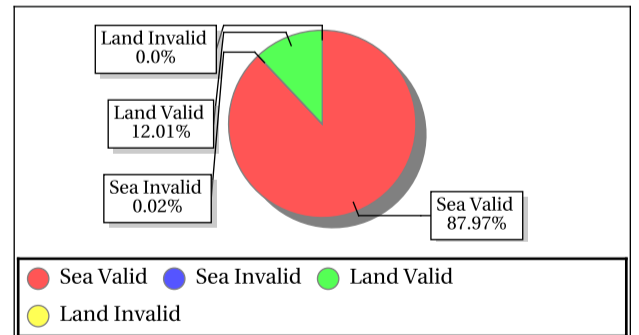 Land Invalid
0.0%
Land Valid
12.01%
Sea Invalid
0.02%
Sea Valid
87.97%
Sea Valid Sea Invalid Land Valid
Land Invalid